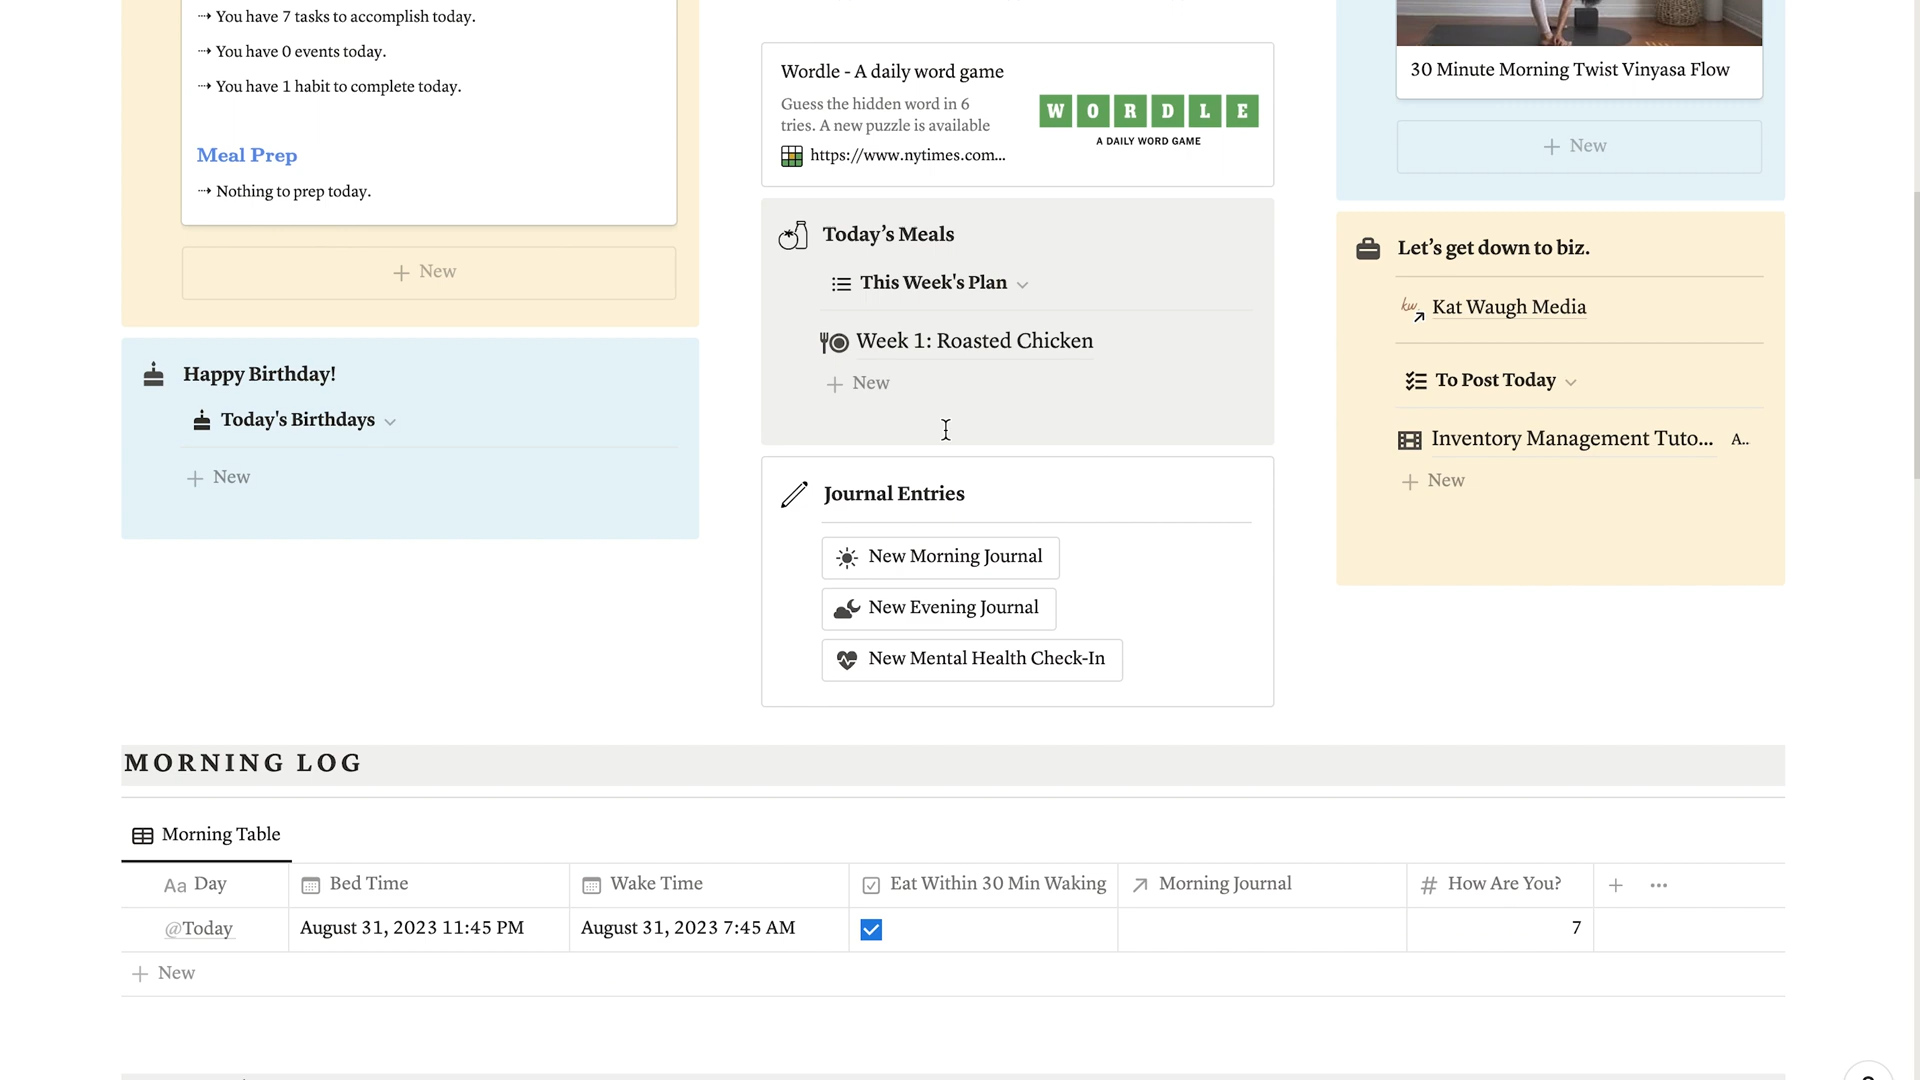 ⇢ You have 7 tasks to accomplish today.
⇢ You have 0 events today.
⇢ You have 1 habit to complete today.
Meal Prep
⇢ Nothing to prep today.
+ New
Happy Birthday!
Today's Birthdays
+ New
Wordle - A daily word game
Guess the hidden word in 6
tries. A new puzzle is available
https://www.nytimes.com...
WORDLE
A DAILY WORD GAME
Today's Meals
This Week's Plan
Week 1: Roasted Chicken
+ New
Journal Entries
New Morning Journal
New Evening Journal
New Mental Health Check-In
30 Minute Morning Twist Vinyasa Flow
+ New
Let's get down to biz.
kw Kat Waugh Media
To Post Today
Inventory Management Tuto... A..
+ New
MORNING LOG
Morning Table
Aa Day Bed Time Wake Time Eat Within 30 Min Waking Morning Journal # How Are You? + ...
@Today August 31, 2023 11:45 PM August 31, 2023 7:45 AM 7
+ New